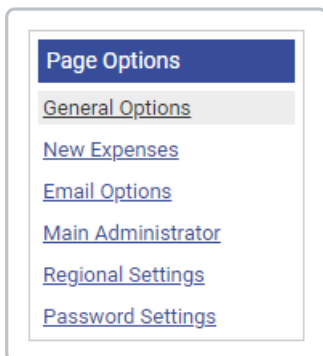 Page Options
General Options
New Expenses
Email Options
Main Administrator
Regional Settings
Password Settings